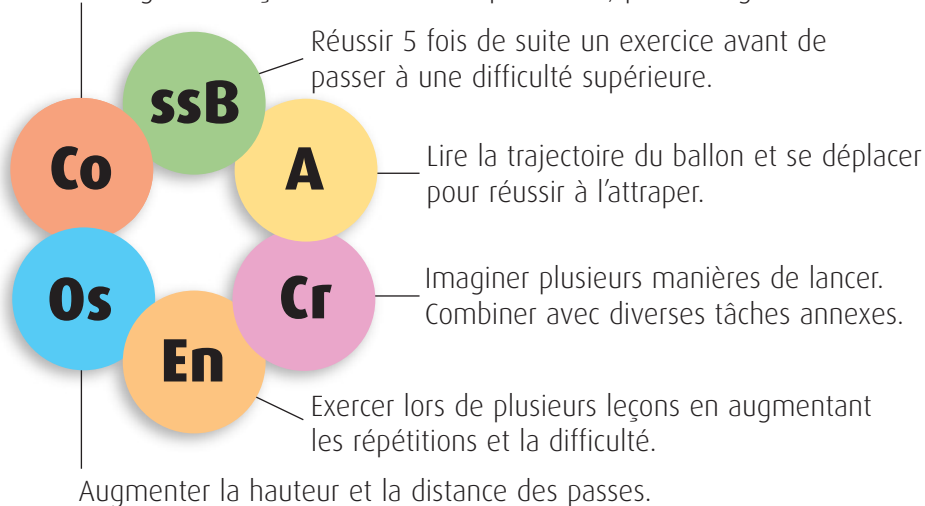 Réussir 5 fois de suite un exercice avant de
passer à une difficulté supérieure.
ssB
Co
A
Lire la trajectoire du ballon et se déplacer
pour réussir à l’attraper.
Os
Cr
Imaginer plusieurs manières de lancer.
Combiner avec diverses tâches annexes.
En
Exercer lors de plusieurs leçons en augmentant
les répétitions et la difficulté.
Augmenter la hauteur et la distance des passes.